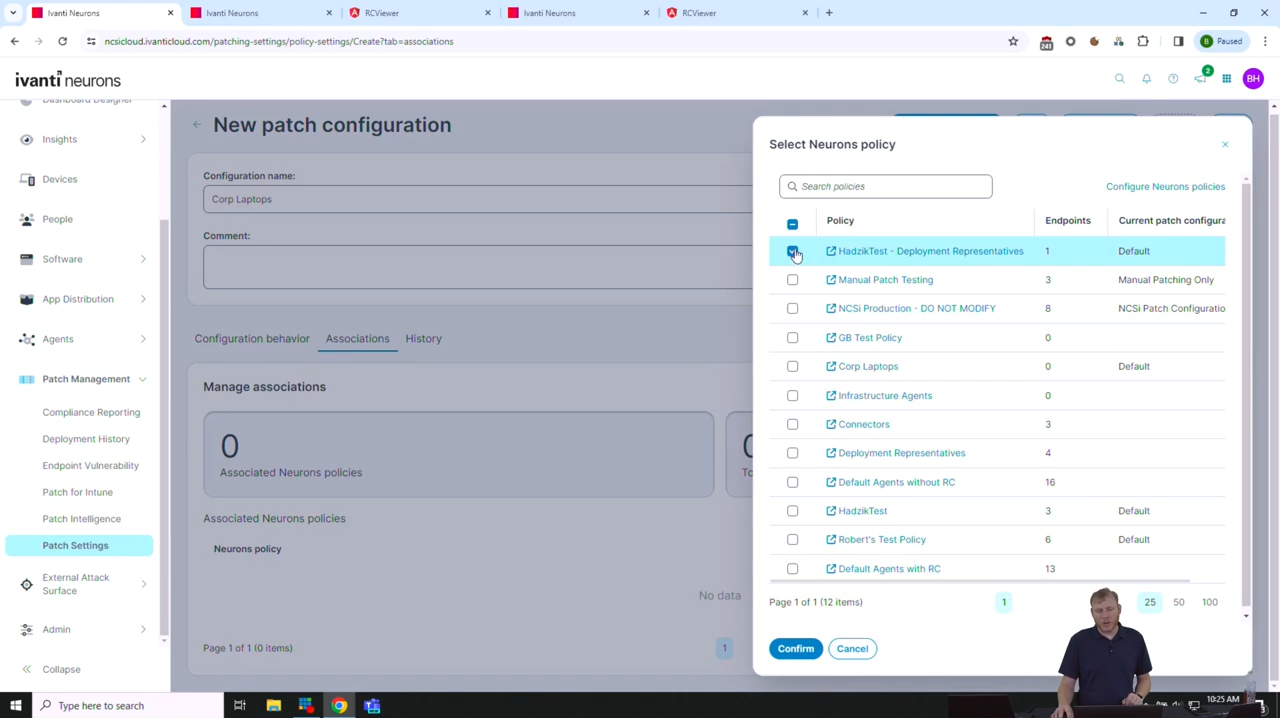 Ivanti Neurons
Ivanti Neurons
RCViewer
Ivanti Neurons
RCViewer
ncsicloud.ivanticloud.com/patching-settings/policy-settings/Create?tab=associations
241
B Paused
ivanti neurons
2
BH
Dashboard Designer
Insights
Devices
People
Software
App Distribution
Agents
Patch Management
Compliance Reporting
Deployment History
Endpoint Vulnerability
Patch for Intune
Patch Intelligence
Patch Settings
External Attack
Surface
Admin
Collapse
New patch configuration
Configuration name:
Corp Laptops
Comment:
Configuration behavior Associations History
Manage associations
0
Associated Neurons policies
Associated Neurons policies
Neurons policy
No data
Page 1 of 1 (0 items) 1
Select Neurons policy
Search policies
Configure Neurons policies
Policy Endpoints Current patch configura
HadzikTest - Deployment Representatives 1 Default
Manual Patch Testing 3 Manual Patching Only
NCSi Production - DO NOT MODIFY 8 NCSi Patch Configuratio
GB Test Policy 0
Corp Laptops 0 Default
Infrastructure Agents 0
Connectors 3
Deployment Representatives 4
Default Agents without RC 16
HadzikTest 3 Default
Robert's Test Policy 6 Default
Default Agents with RC 13
Page 1 of 1 (12 items) 1 25 50 100
Confirm Cancel
Type here to search
10:25 AM